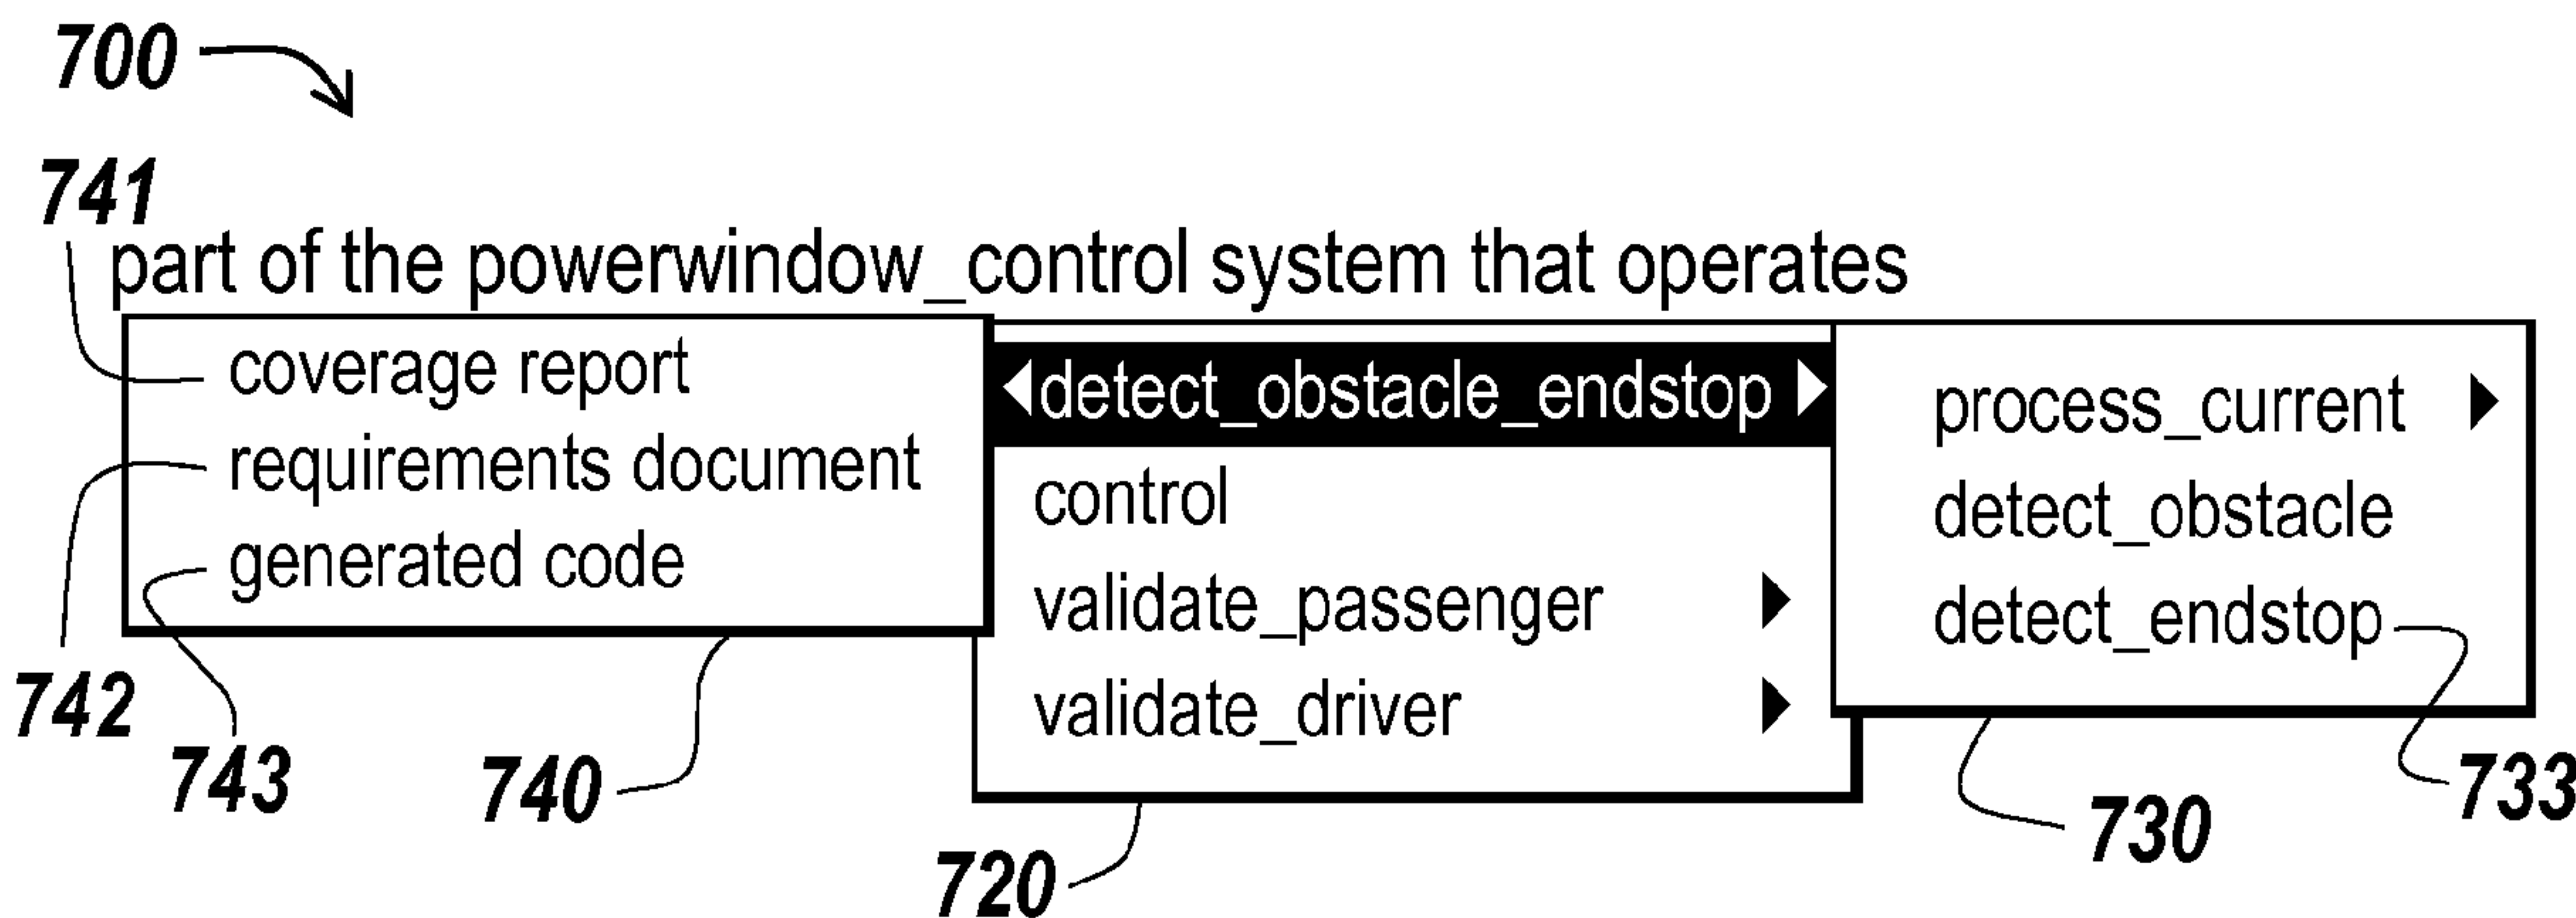 700
741
part of the powerwindow_control system that operates
coverage report
requirements document
generated code
detect_obstacle_endstop
control
validate_passenger
validate_driver
process_current
detect_obstacle
detect_endstop
742
743
740
720
730
733